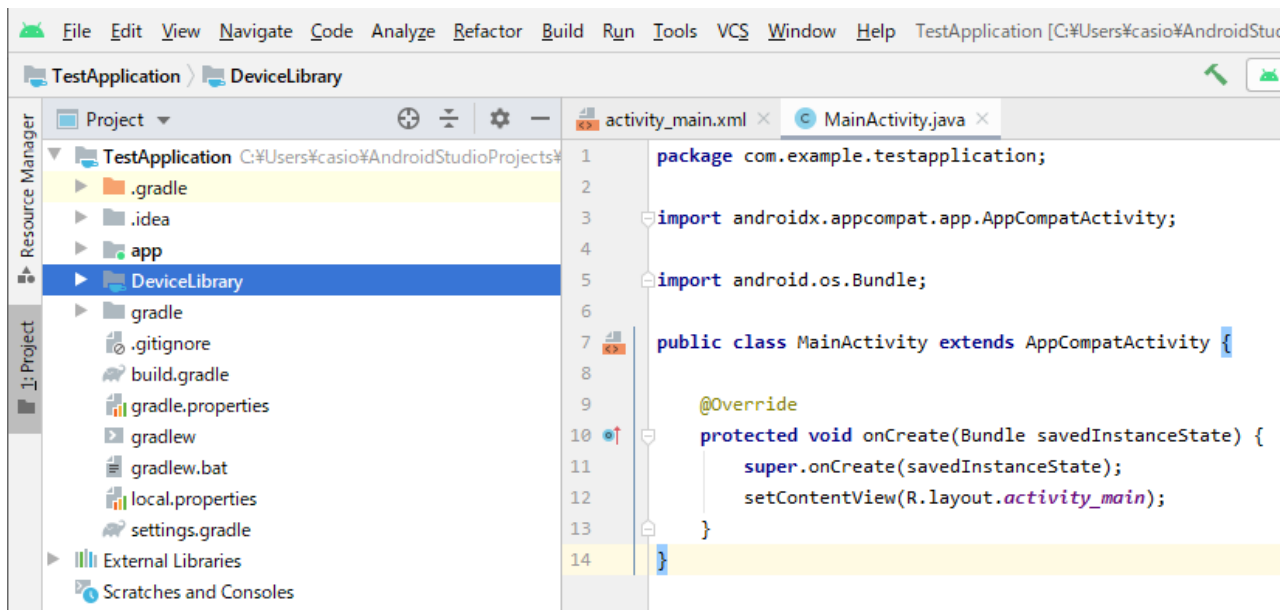 File Edit View Navigate Code Analyze Refactor Build Run Tools VCS Window Help TestApplication [C:¥Users¥casio¥AndroidStud
TestApplication DeviceLibrary
Resource Manager
1: Project
Project
TestApplication C:¥Users¥casio¥AndroidStudioProjects¥
.gradle
.idea
app
DeviceLibrary
gradle
.gitignore
build.gradle
gradle.properties
gradlew
gradlew.bat
local.properties
settings.gradle
External Libraries
Scratches and Consoles
activity_main.xml MainActivity.java
1 package com.example.testapplication;
2
3 import androidx.appcompat.app.AppCompatActivity;
4
5 import android.os.Bundle;
6
7 public class MainActivity extends AppCompatActivity {
8
9 @Override
10 protected void onCreate(Bundle savedInstanceState) {
11 super.onCreate(savedInstanceState);
12 setContentView(R.layout.activity_main);
13 }
14 }